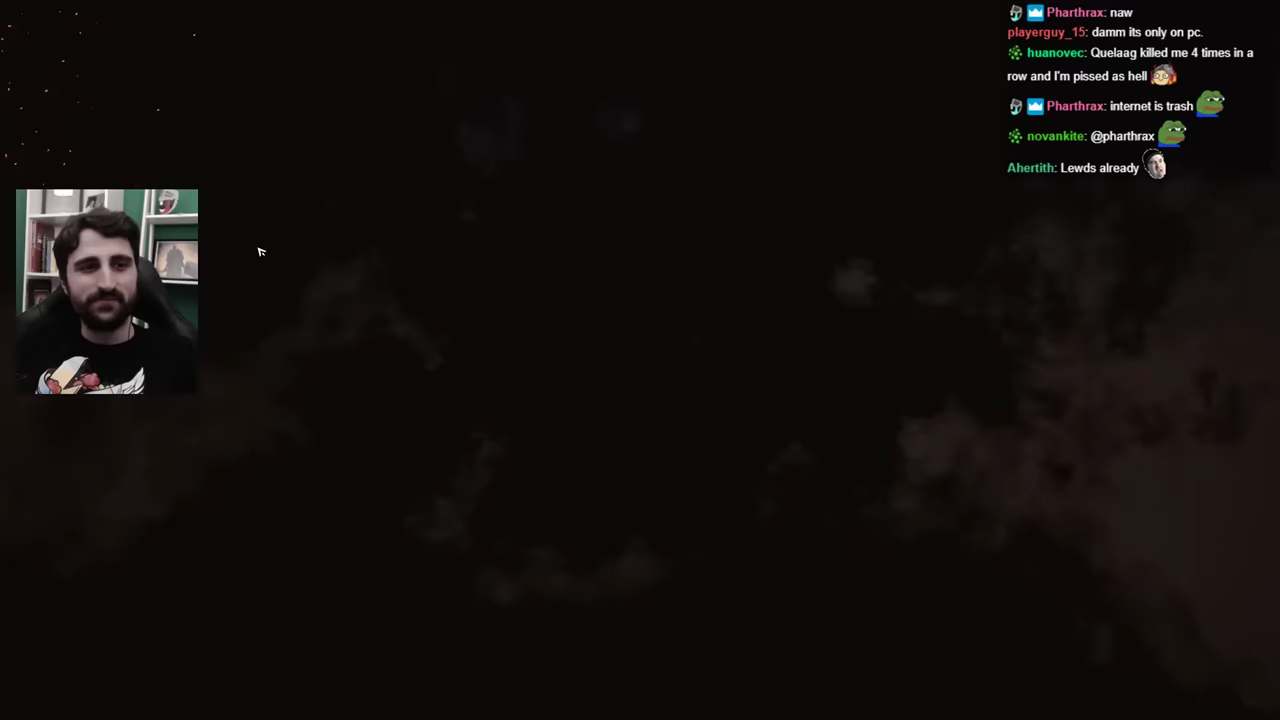 Pharthrax: naw
playerguy_15: damm its only on pc.
huanovec: Quelaag killed me 4 times in a
row and I'm pissed as hell
Pharthrax: internet is trash
novankite: @pharthrax
Ahertith: Lewds already